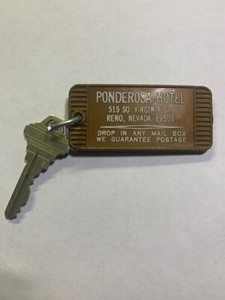 PONDEROSA HOTEL
515 SO. VIRGINIA
RENO, NEVADA 89501
DROP IN ANY MAIL BOX
WE GUARANTEE POSTAGE